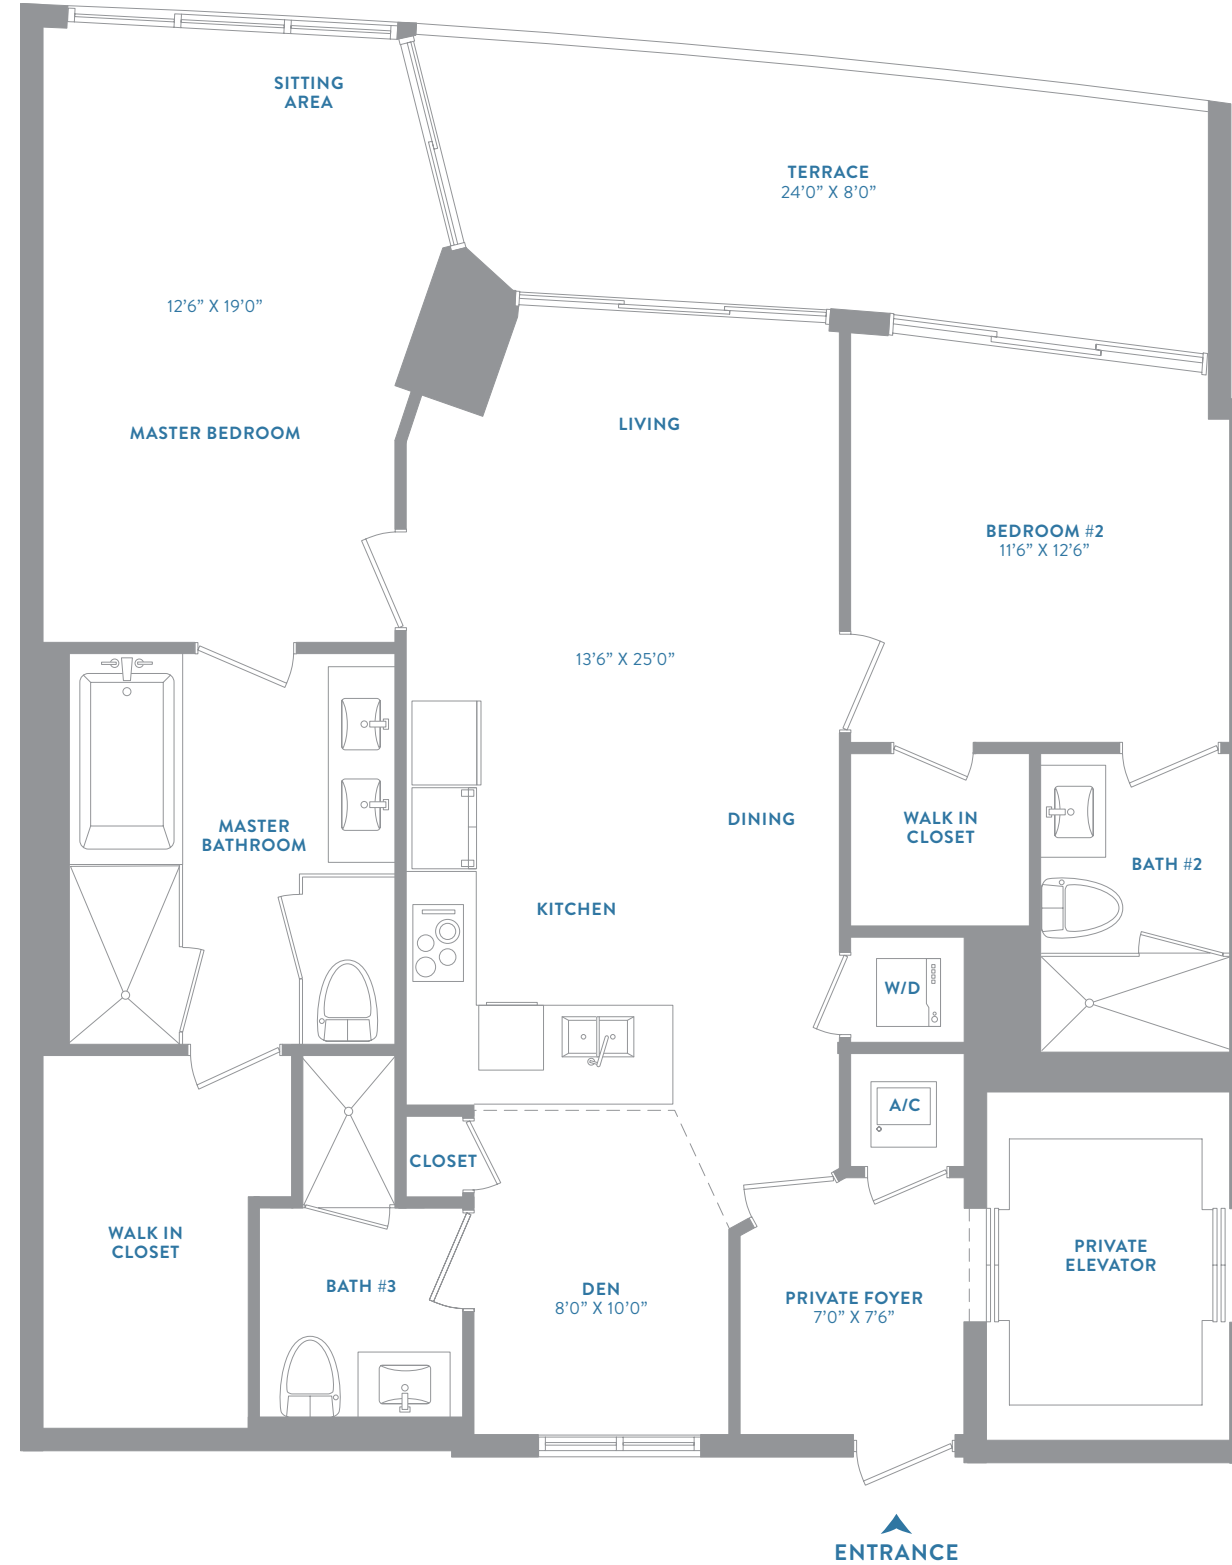 SITTING
AREA
TERRACE
24’0” X 8’0”
12’6” X 19’0”
MASTER BEDROOM
LIVING
BEDROOM #2
11’6” X 12’6”
13’6” X 25’0”
MASTER
BATHROOM
DINING
WALK IN
CLOSET
BATH #2
KITCHEN
W/D
A/C
CLOSET
WALK IN
CLOSET
BATH #3
DEN
8’0” X 10’0”
PRIVATE FOYER
7’0” X 7’6”
PRIVATE
ELEVATOR
ENTRANCE